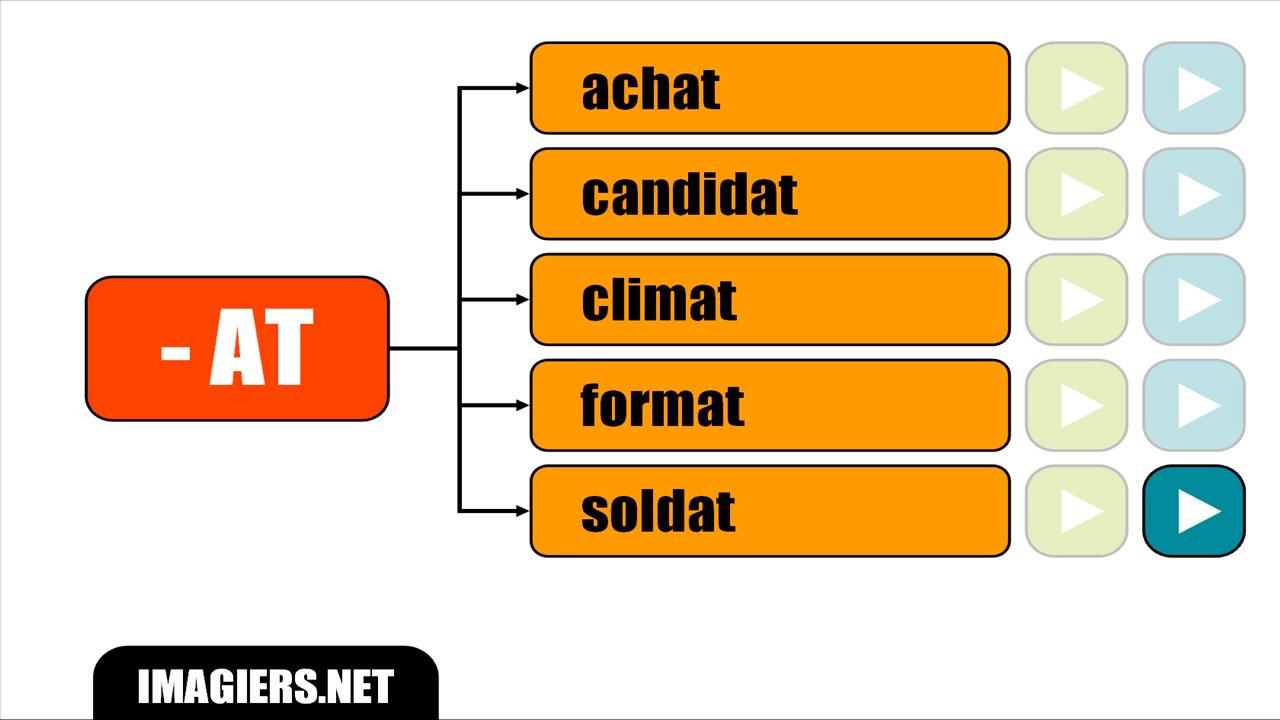 achat
candidat
climat
- AT
format
soldat
IMAGIERS.NET